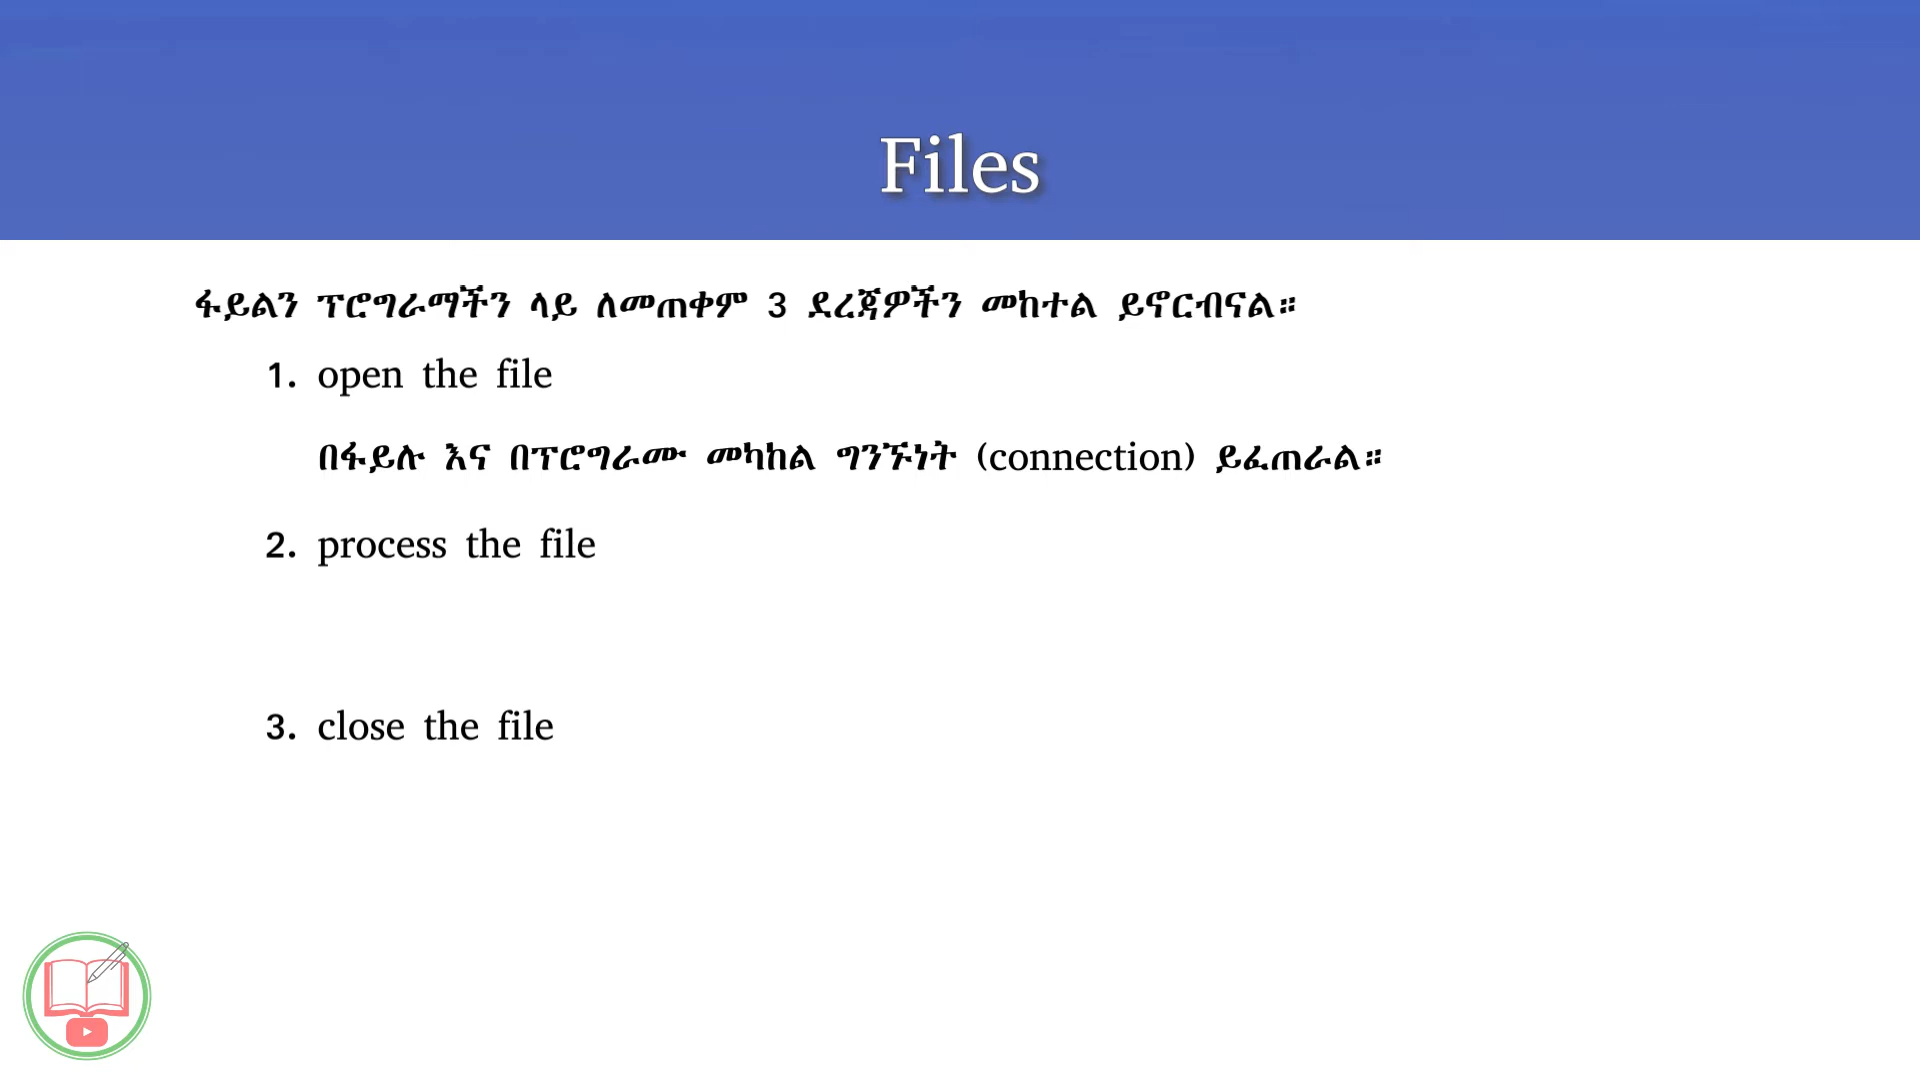 Files
ፋይልን ፕሮግራማችን ላይ ለመጠቀም 3 ደረጃዎችን መከተል ይኖርብናል።
1. open the file
በፋይሉ እና በፕሮግራሙ መካከል ግንኙነት (connection) ይፈጠራል።
2. process the file
3. close the file